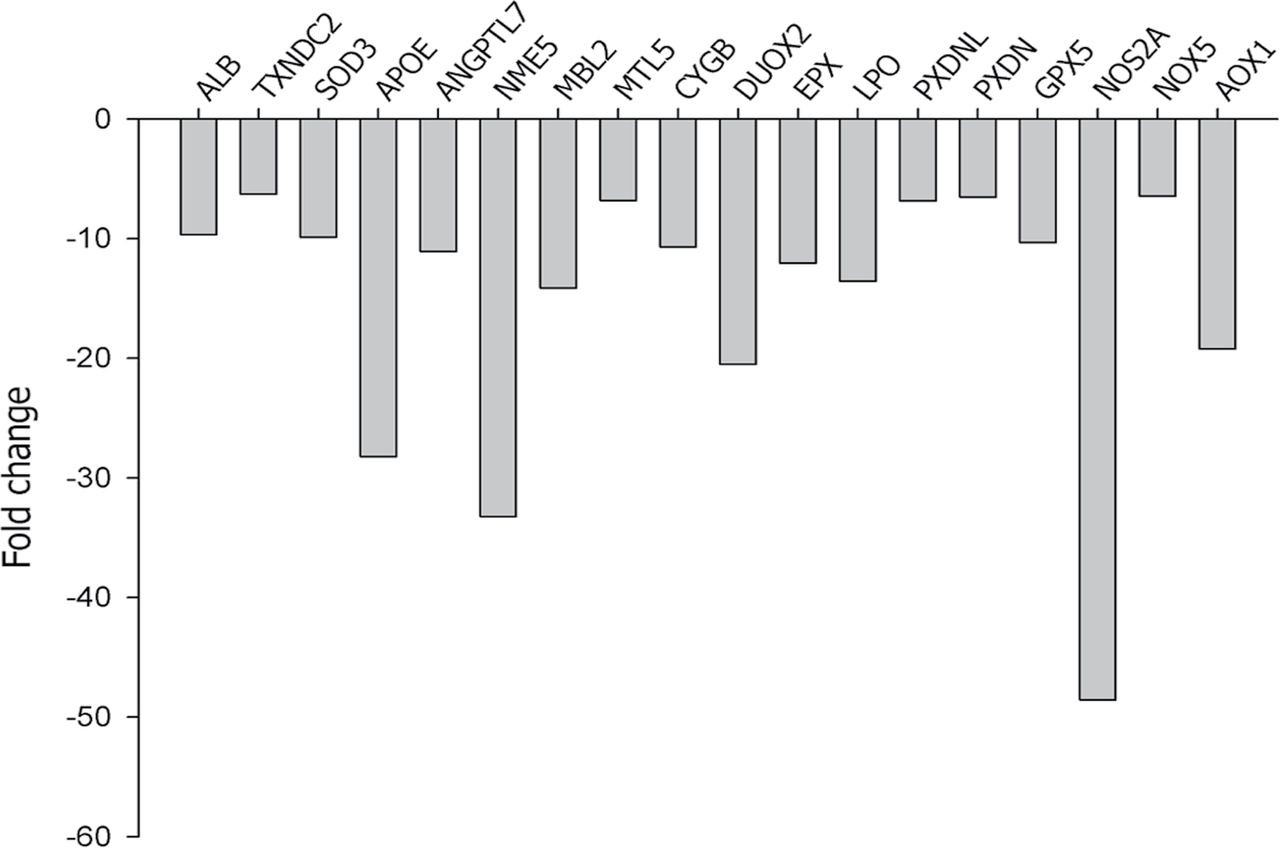 ALB
TXNDC2
SOD3
APOE
ANGPTL7
NME5
MBL2
MTL5
CYGB
DUOX2
EPX
LPO
PXDNL
PXDN
GPX5
NOS2A
NOX5
AOX1
0
-10
-20
-30
-40
-50
-60
Fold change